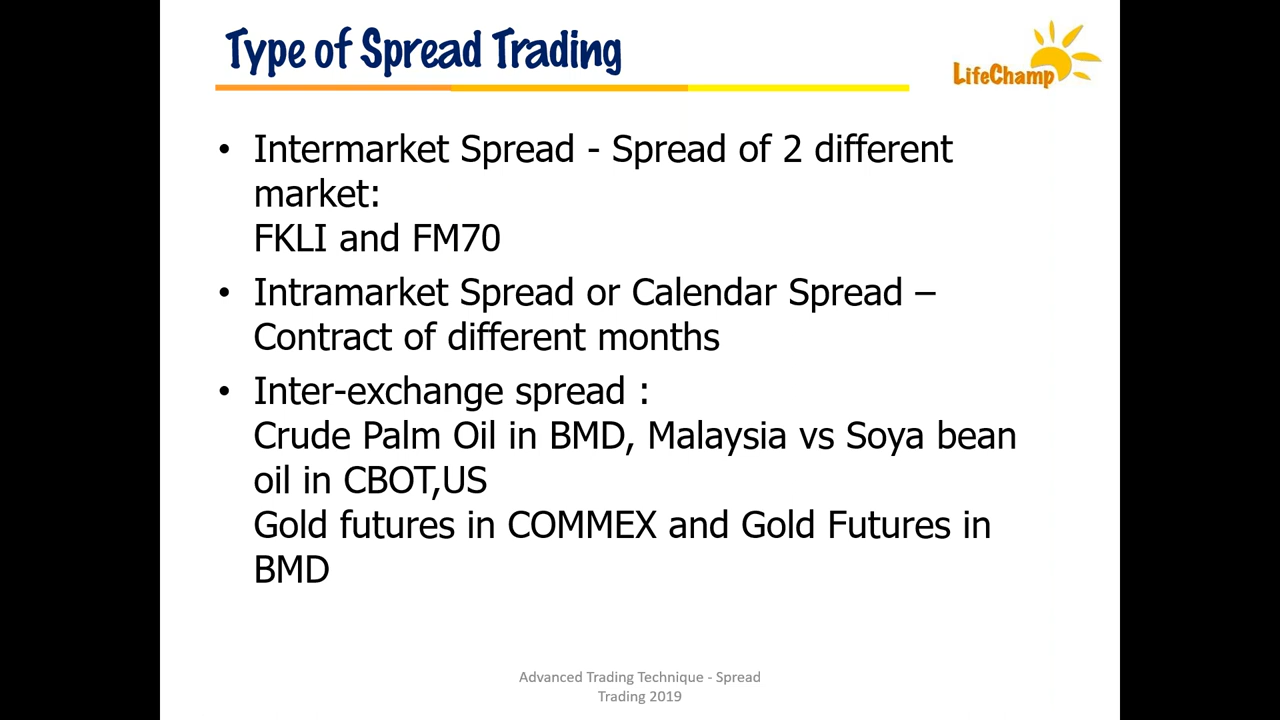 Type of Spread Trading
LifeChamp
• Intermarket Spread - Spread of 2 different
market:
FKLI and FM70
• Intramarket Spread or Calendar Spread –
Contract of different months
• Inter-exchange spread :
Crude Palm Oil in BMD, Malaysia vs Soya bean
oil in CBOT,US
Gold futures in COMMEX and Gold Futures in
BMD
Advanced Trading Technique - Spread
Trading 2019